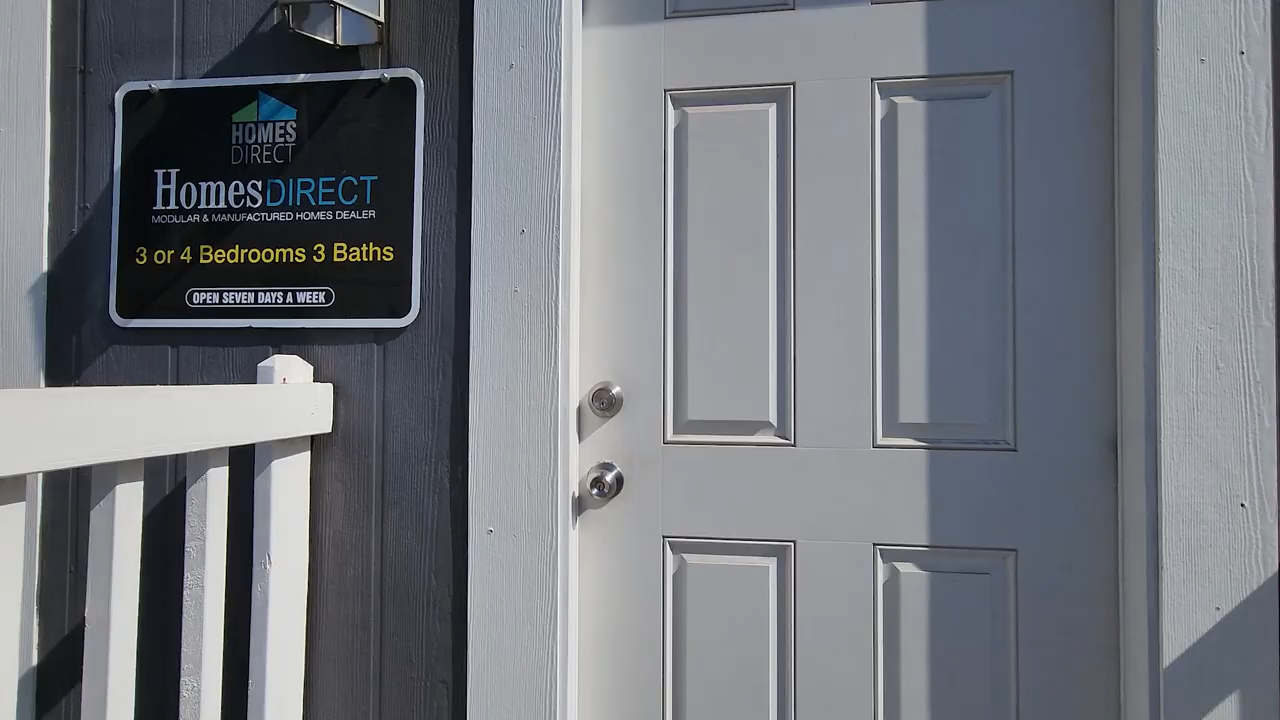 HOMES
DIRECT
HomesDIRECT
MODULAR & MANUFACTURED HOMES DEALER
3 or 4 Bedrooms 3 Baths
OPEN SEVEN DAYS A WEEK